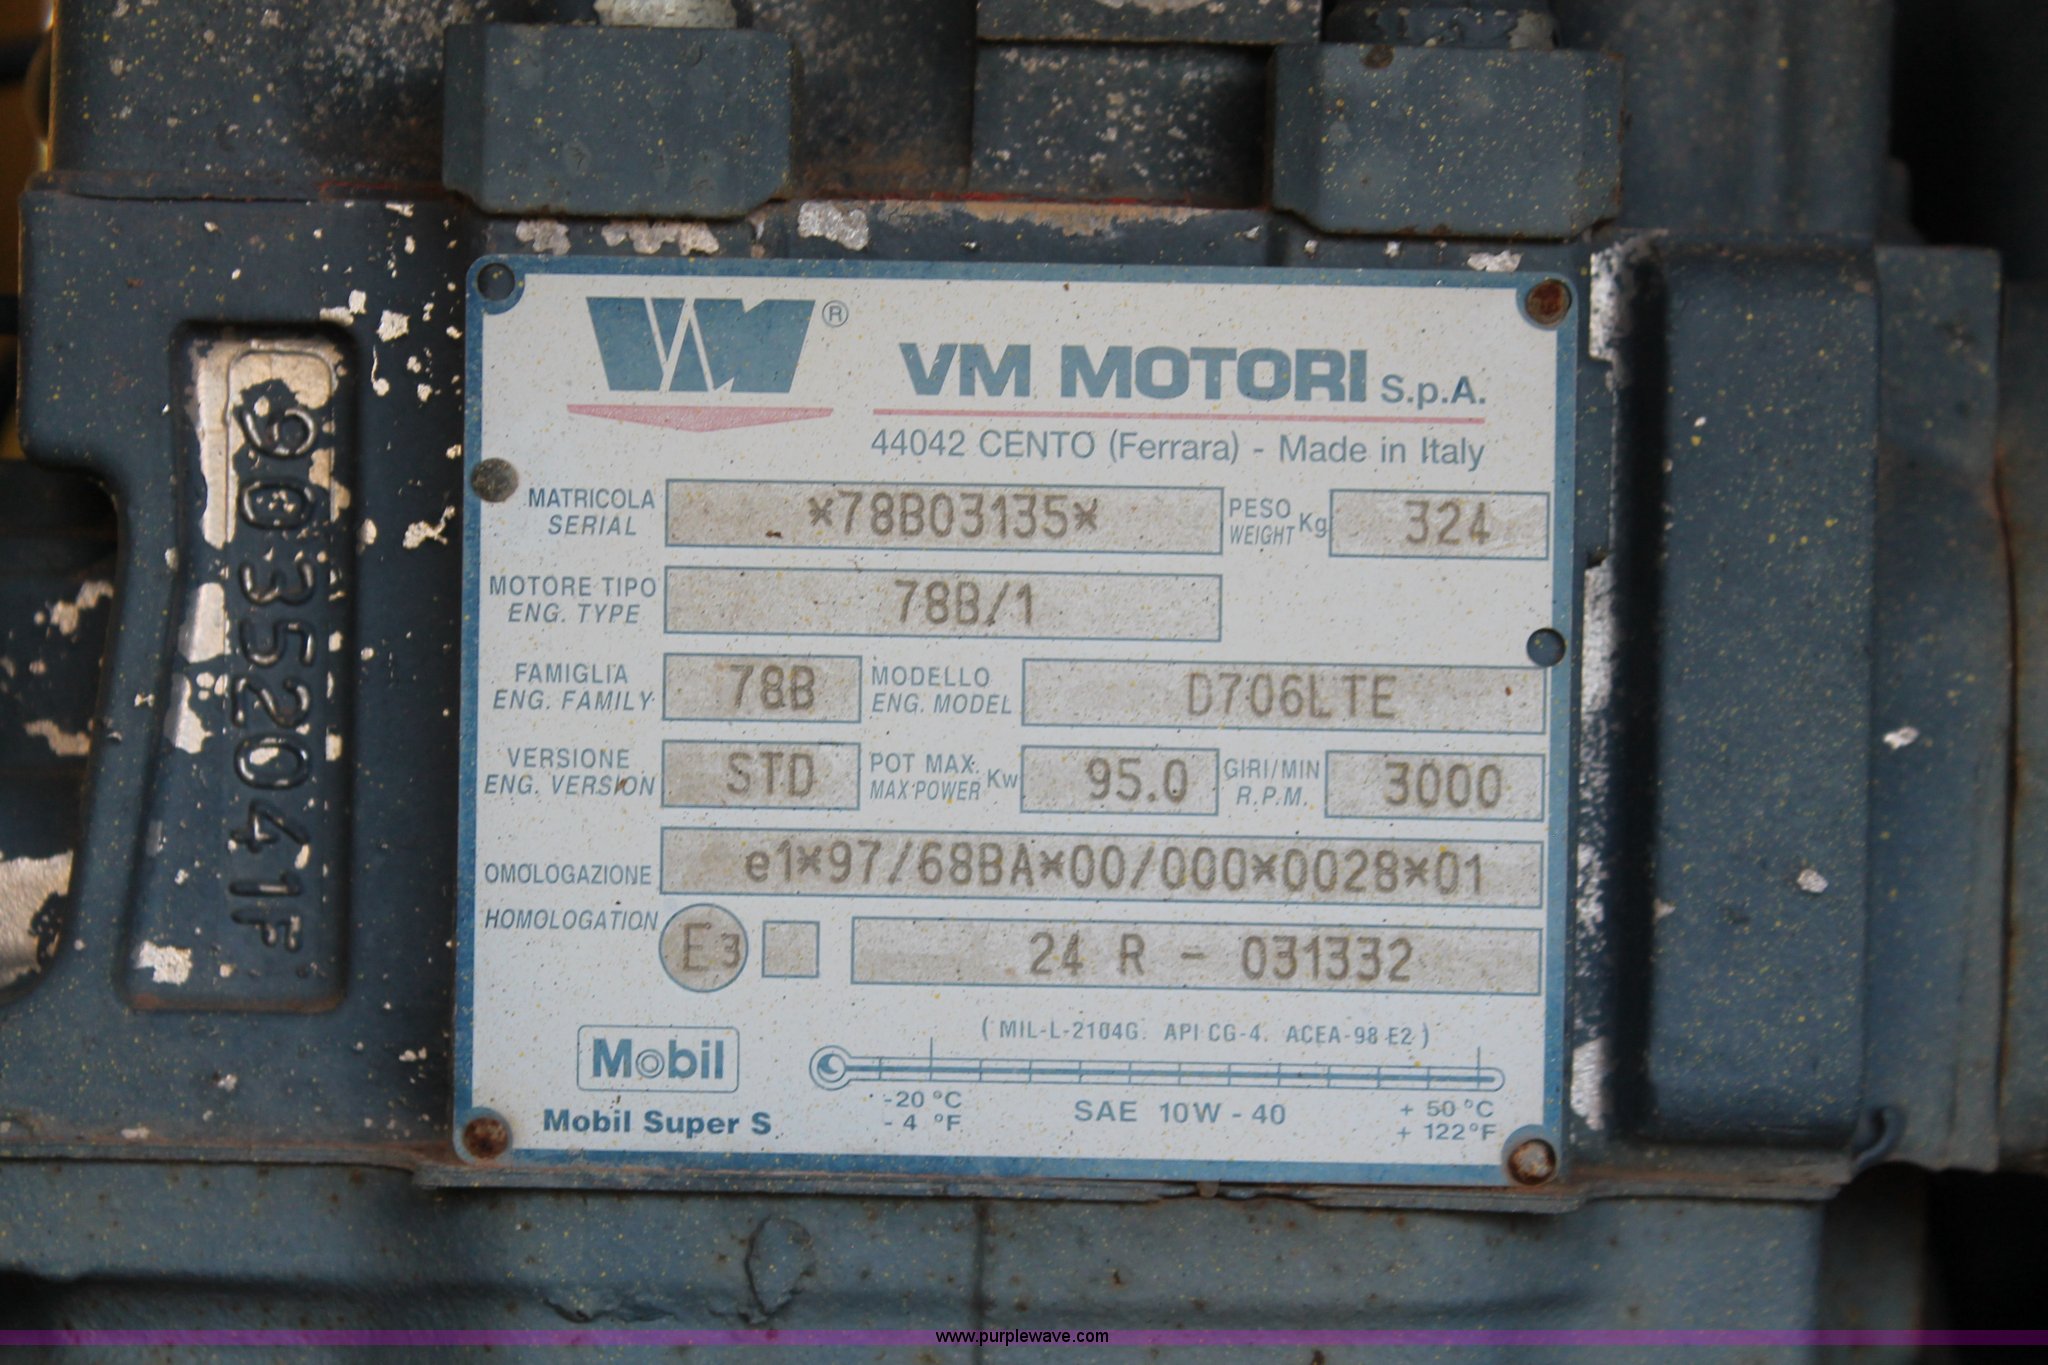 VM®
VM MOTORI S.p.A.
44042 CENTO (Ferrara) - Made in Italy
MATRICOLA
SERIAL
*78B03135*
PESO
WEIGHT
Kg
324
MOTORE TIPO
ENG. TYPE
78B/1
FAMIGLIA
ENG. FAMILY
78B
MODELLO
ENG. MODEL
D706LTE
VERSIONE
ENG. VERSION
STD
POT MAX.
MAX POWER
Kw
95.0
GIRI/MIN
R.P.M.
3000
OMOLOGAZIONE
HOMOLOGATION
e1*97/68BA*00/000*0028*01
E3
24 R - 031332
Mobil
Mobil Super S
( MIL-L-2104G. API CG-4. ACEA-98 E2 )
-20 °C
- 4 °F
SAE 10W - 40
+ 50 °C
+ 122°F
90352041F
www.purplewave.com